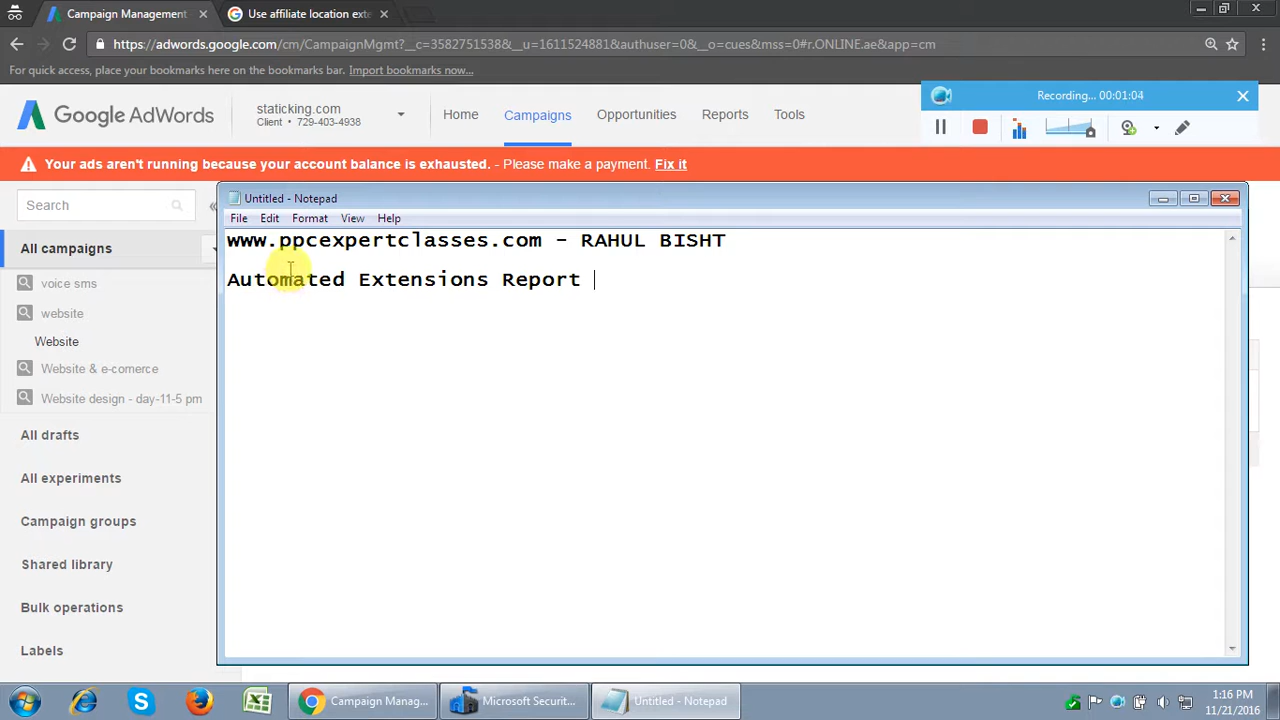 Campaign Management
Use affiliate location ext
https://adwords.google.com/cm/CampaignMgmt?__c=3582751538&__u=1611524881&authuser=0&__o=cues&mss=0#r.ONLINE.ae&app=cm
For quick access, place your bookmarks here on the bookmarks bar. Import bookmarks now...
Google AdWords
staticking.com
Client • 729-403-4938
Home
Campaigns
Opportunities
Reports
Tools
Recording... 00:01:04
Your ads aren't running because your account balance is exhausted. - Please make a payment. Fix it
Search
All campaigns
voice sms
website
Website
Website & e-comerce
Website design - day-11-5 pm
All drafts
All experiments
Campaign groups
Shared library
Bulk operations
Labels
Untitled - Notepad
File Edit Format View Help
www.ppcexpertclasses.com - RAHUL BISHT
Automated Extensions Report
Campaign Manag...
Microsoft Securit...
Untitled - Notepad
1:16 PM
11/21/2016